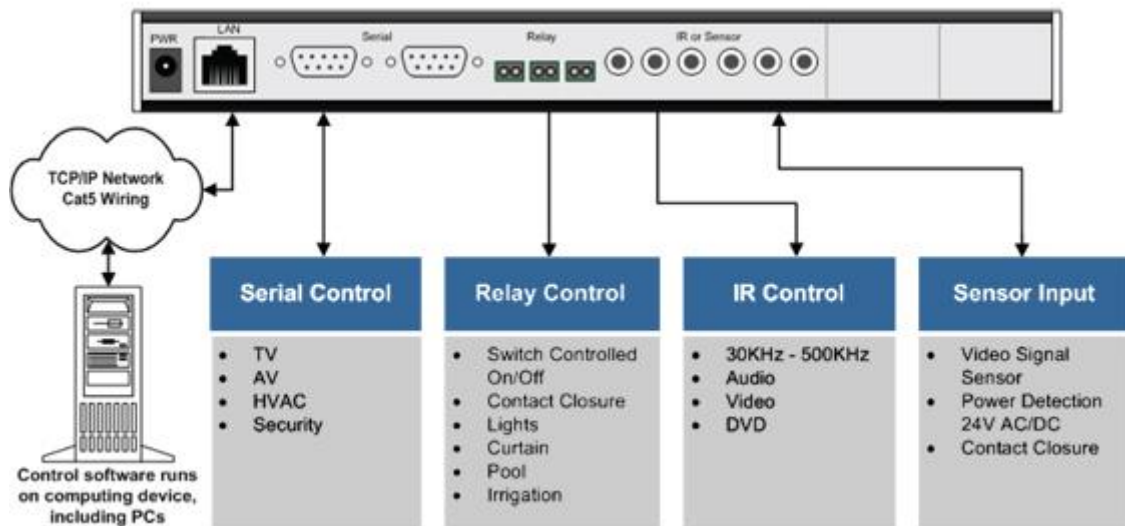 PWR
LAN
Serial
Relay
IR or Sensor
TCP/IP Network
Cat5 Wiring
Control software runs
on computing device,
including PCs
Serial Control
• TV
• AV
• HVAC
• Security
Relay Control
• Switch Controlled
On/Off
• Contact Closure
• Lights
• Curtain
• Pool
• Irrigation
IR Control
• 30KHz - 500KHz
• Audio
• Video
• DVD
Sensor Input
• Video Signal
Sensor
• Power Detection
24V AC/DC
• Contact Closure